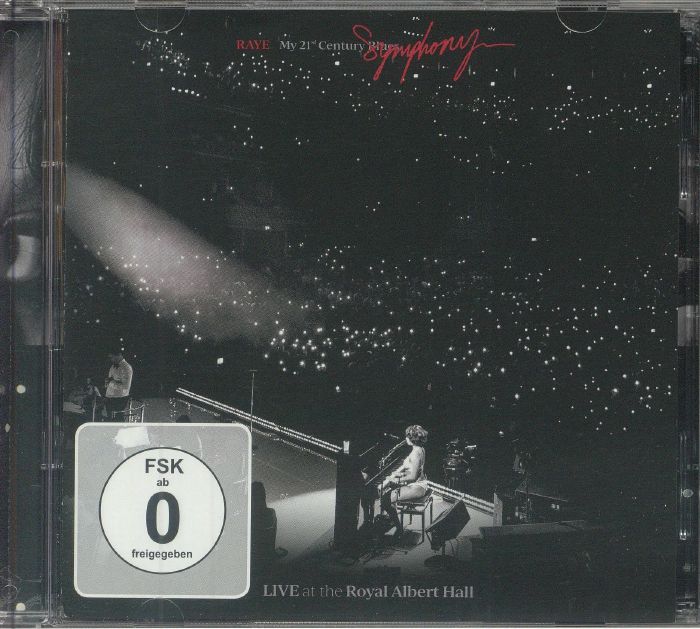 RAYE My 21st Century Blues
Symphony
FSK
ab
0
freigegeben
LIVE at the Royal Albert Hall